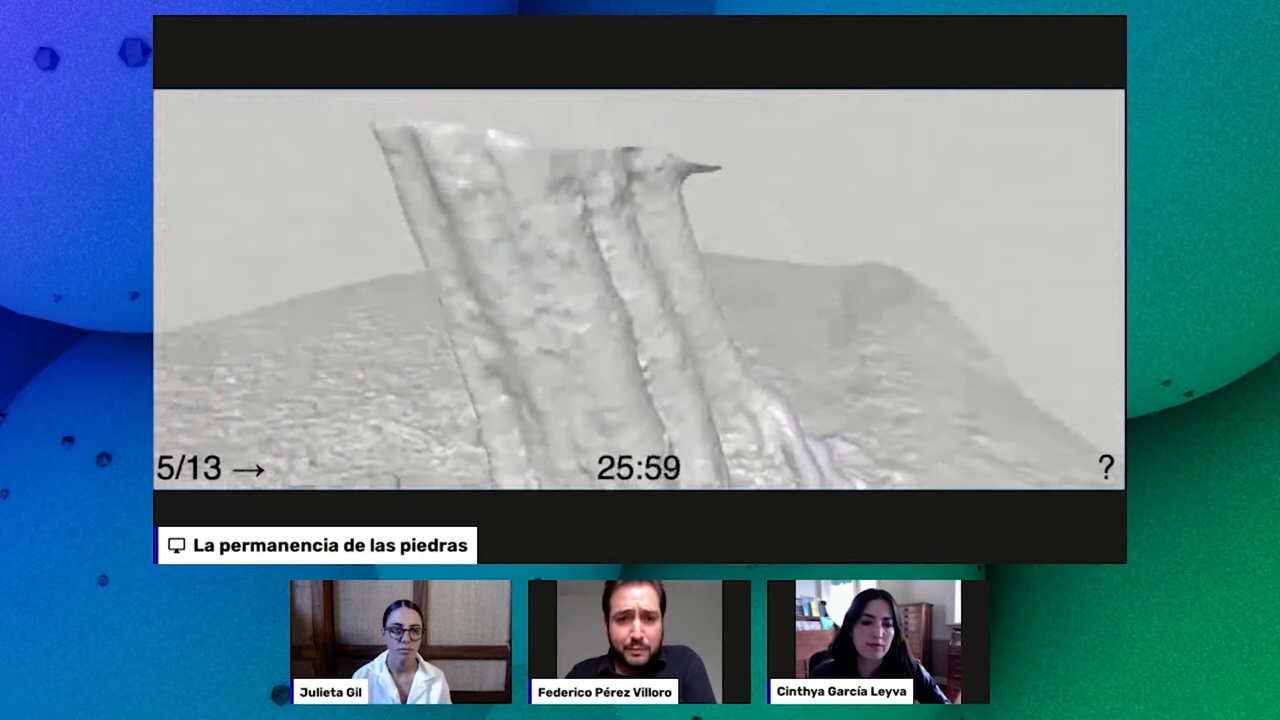 5/13 →
25:59
?
La permanencia de las piedras
Julieta Gil
Federico Pérez Villoro
Cinthya García Leyva